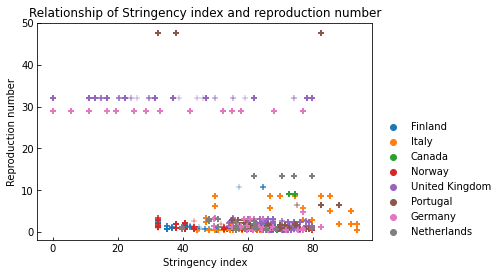 Relationship of Stringency index and reproduction number
50
40
30
20
10
0
Reproduction number
0
20
40
60
80
Stringency index
Finland
Italy
Canada
Norway
United Kingdom
Portugal
Germany
Netherlands